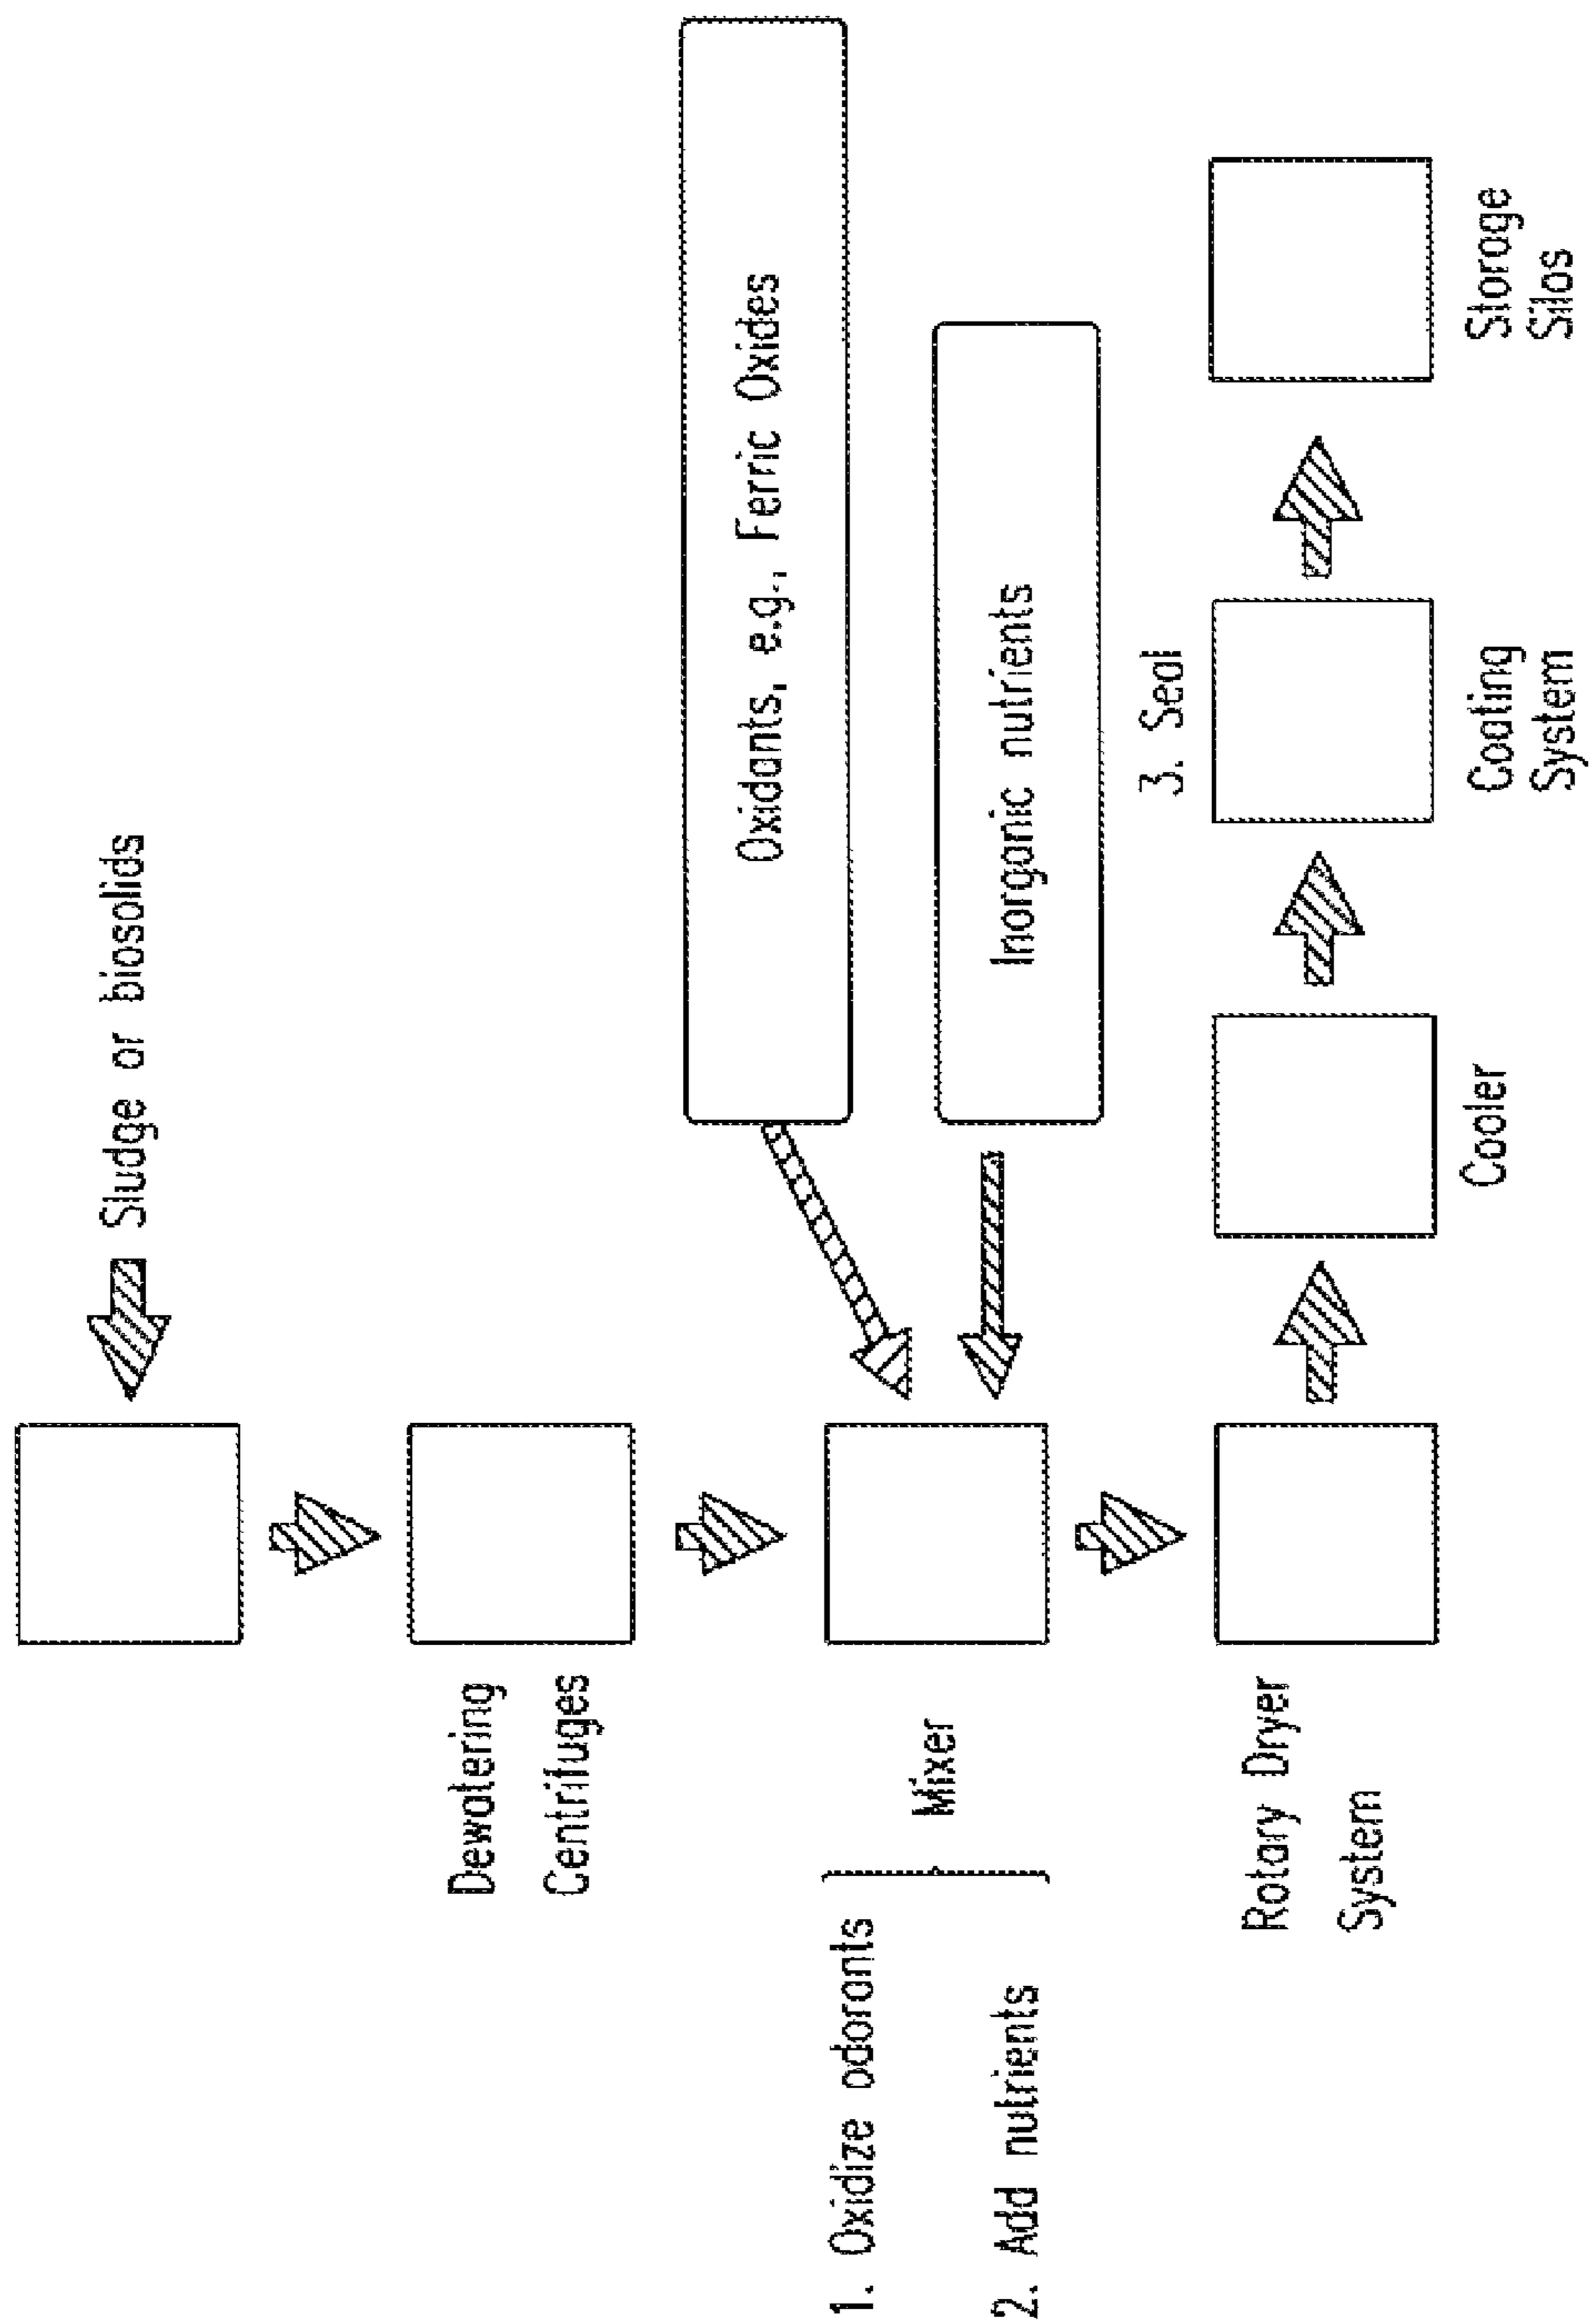 Sludge or biosolids
Dewatering
Centrifuges
Oxidants, e.g., Ferric Oxides
1. Oxidize odorants
Mixer
Inorganic nutrients
2. Add nutrients
3. Seal
Rotary Dryer
System
Cooler
Coating
System
Storage
Silos